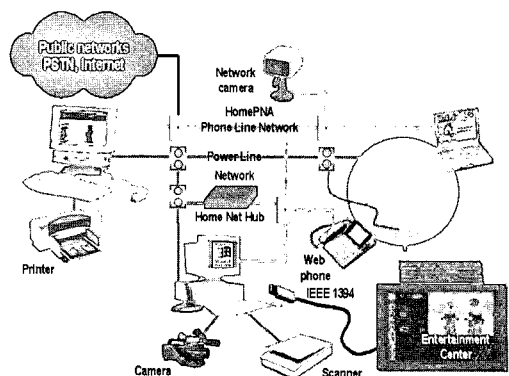 Public networks
PSTN, Internet
Network
camera
HomePNA
Phone Line Network
Power Line
Network
Home Net Hub
Printer
Web
phone
IEEE 1394
Entertainment
Center
Camera
Scanner